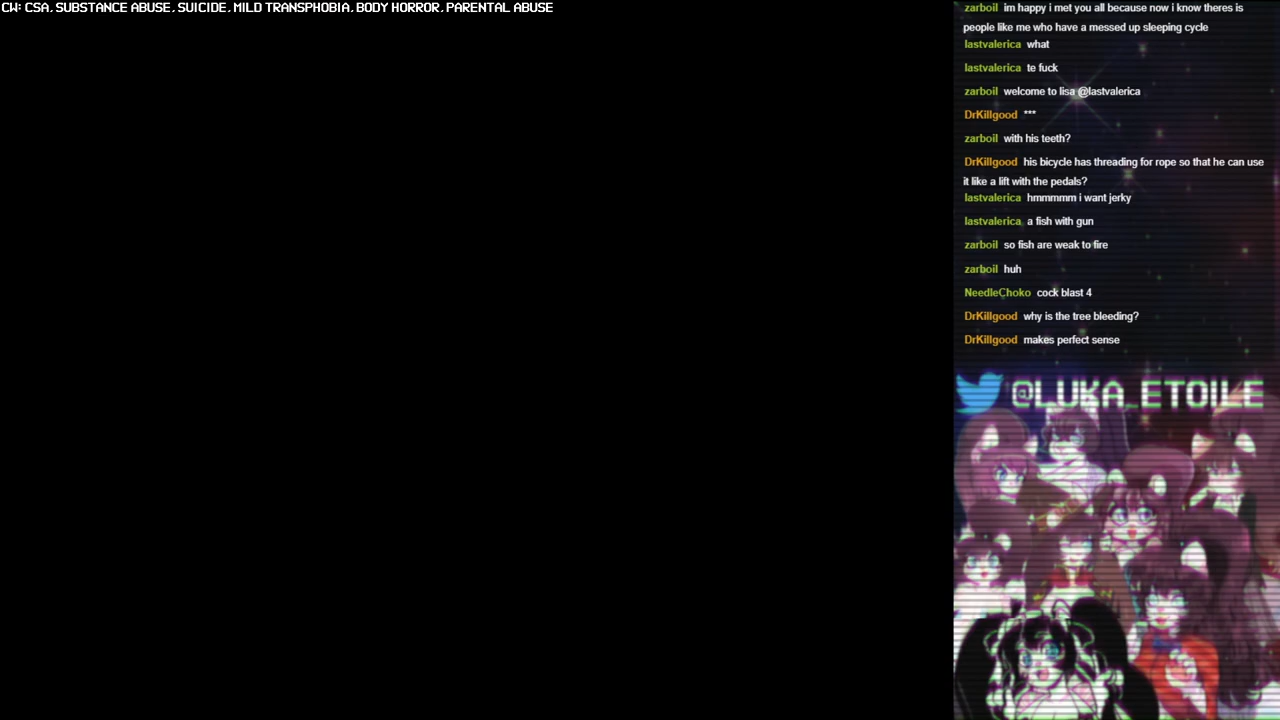 CW: CSA, SUBSTANCE ABUSE, SUICIDE, MILD TRANSPHOBIA, BODY HORROR, PARENTAL ABUSE
zarboil im happy i met you all because now i know theres is
people like me who have a messed up sleeping cycle
lastvalerica what
lastvalerica te fuck
zarboil welcome to lisa @lastvalerica
DrKillgood ***
zarboil with his teeth?
DrKillgood his bicycle has threading for rope so that he can use
it like a lift with the pedals?
lastvalerica hmmmmm i want jerky
lastvalerica a fish with gun
zarboil so fish are weak to fire
zarboil huh
NeedleChoko cock blast 4
DrKillgood why is the tree bleeding?
DrKillgood makes perfect sense
@LUKA_ETOILE